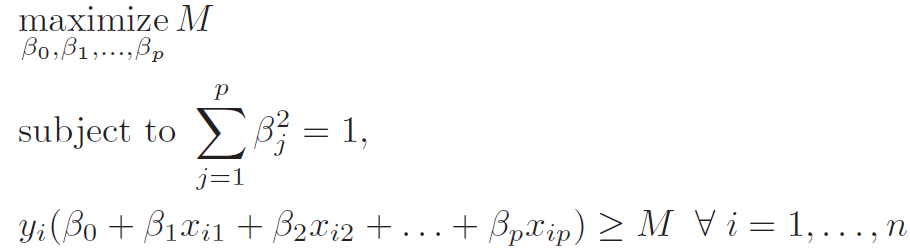 maximize M
β₀,β₁,...,βₚ
p
subject to ∑ βⱼ² = 1,
j=1
yᵢ(β₀ + β₁xᵢ₁ + β₂xᵢ₂ + ... + βₚxᵢₚ) ≥ M ∀ i = 1, . . . , n